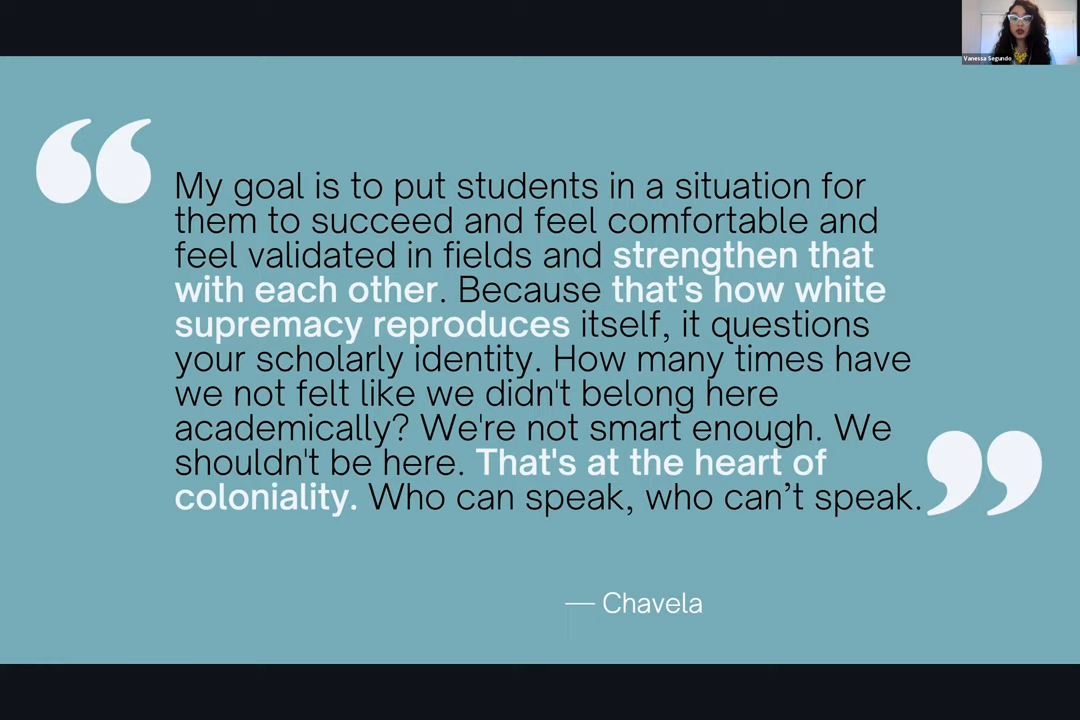 Vanessa Segundo
“
My goal is to put students in a situation for
them to succeed and feel comfortable and
feel validated in fields and strengthen that
with each other. Because that's how white
supremacy reproduces itself, it questions
your scholarly identity. How many times have
we not felt like we didn't belong here
academically? We're not smart enough. We
shouldn't be here. That's at the heart of
coloniality. Who can speak, who can’t speak.
”
— Chavela